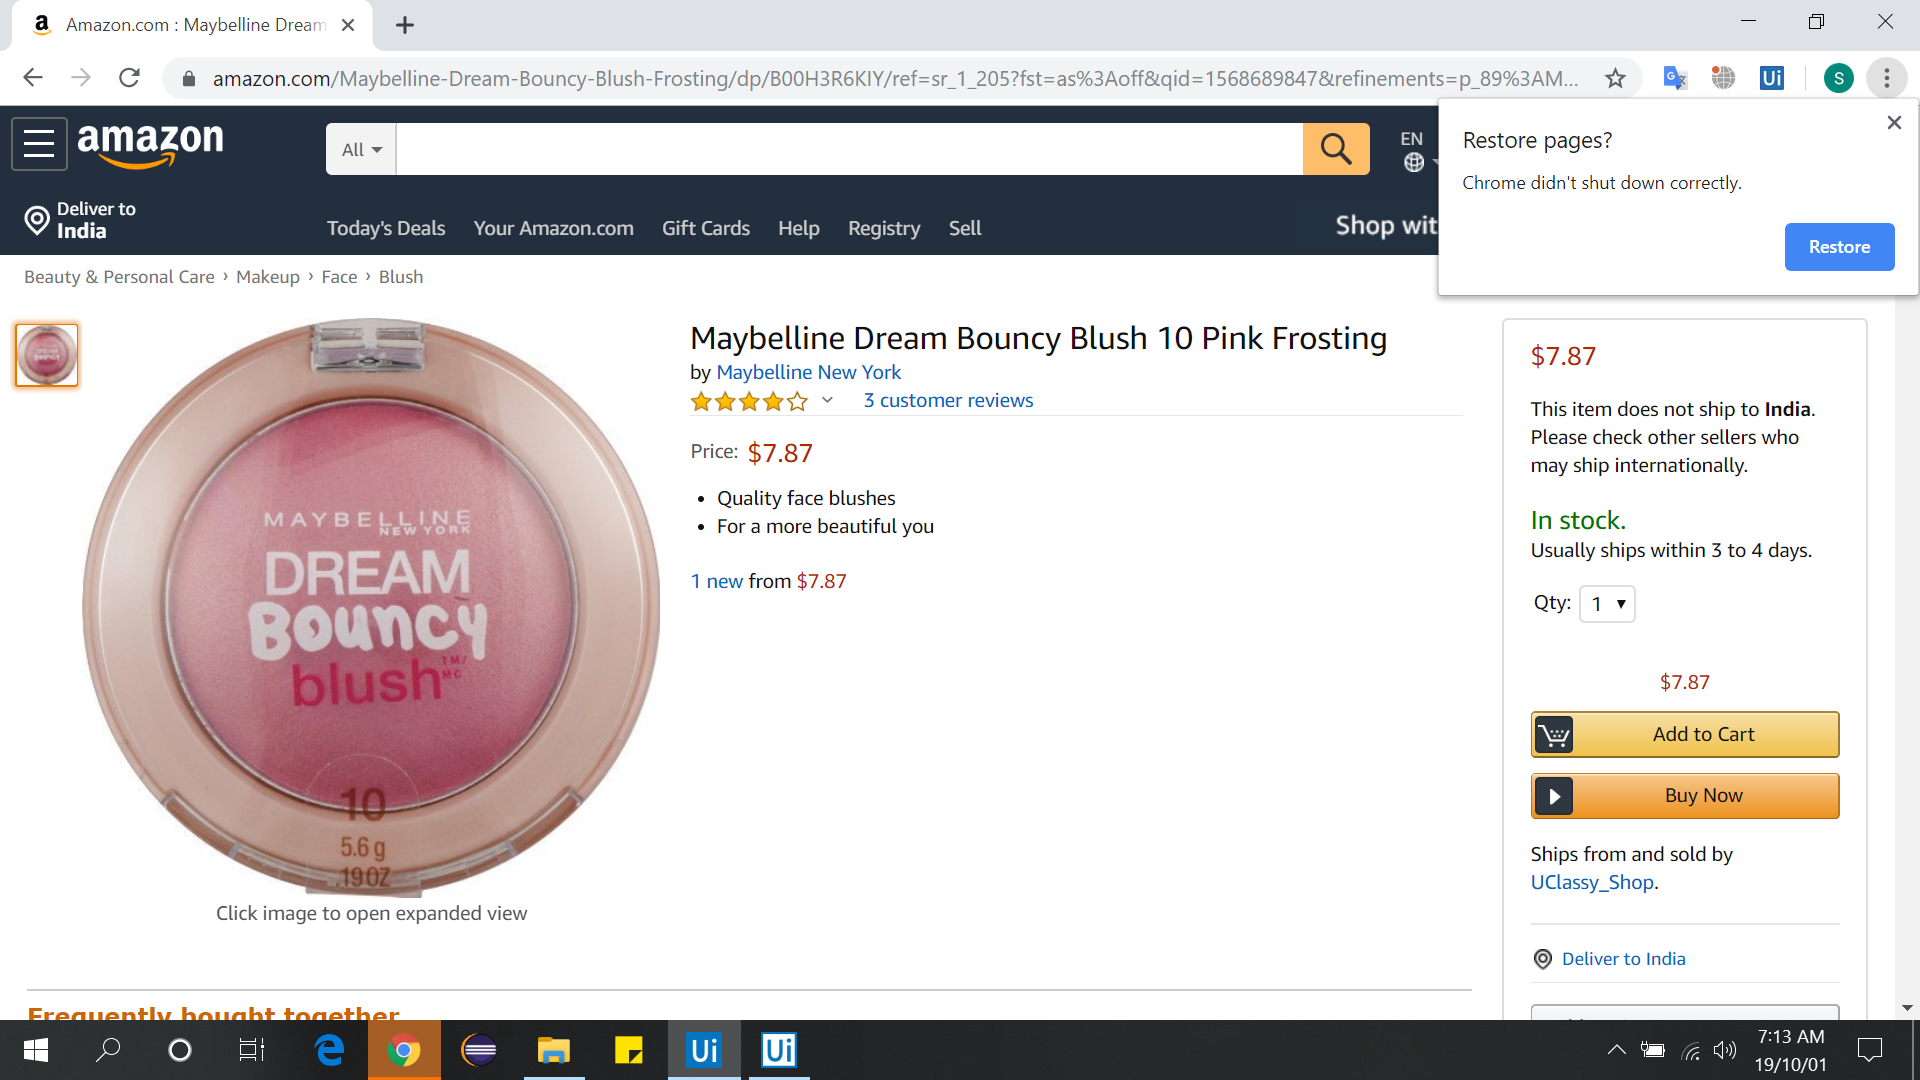 Amazon.com : Maybelline Dream
amazon.com/Maybelline-Dream-Bouncy-Blush-Frosting/dp/B00H3R6KIY/ref=sr_1_205?fst=as%3Aoff&qid=1568689847&refinements=p_89%3AM...
Ui
S
Restore pages?
Chrome didn't shut down correctly.
Restore
amazon
All
EN
Deliver to
India
Today's Deals
Your Amazon.com
Gift Cards
Help
Registry
Sell
Shop wit
Beauty & Personal Care › Makeup › Face › Blush
MAYBELLINE
NEW YORK
DREAM
Bouncy
blush TM/MC
10
5.6 g
.19 OZ
Click image to open expanded view
Maybelline Dream Bouncy Blush 10 Pink Frosting
by Maybelline New York
3 customer reviews
Price: $7.87
• Quality face blushes
• For a more beautiful you
1 new from $7.87
$7.87
This item does not ship to India.
Please check other sellers who
may ship internationally.
In stock.
Usually ships within 3 to 4 days.
Qty: 1
$7.87
Add to Cart
Buy Now
Ships from and sold by
UClassy_Shop.
Deliver to India
Frequently bought together
Ui
Ui
7:13 AM
19/10/01